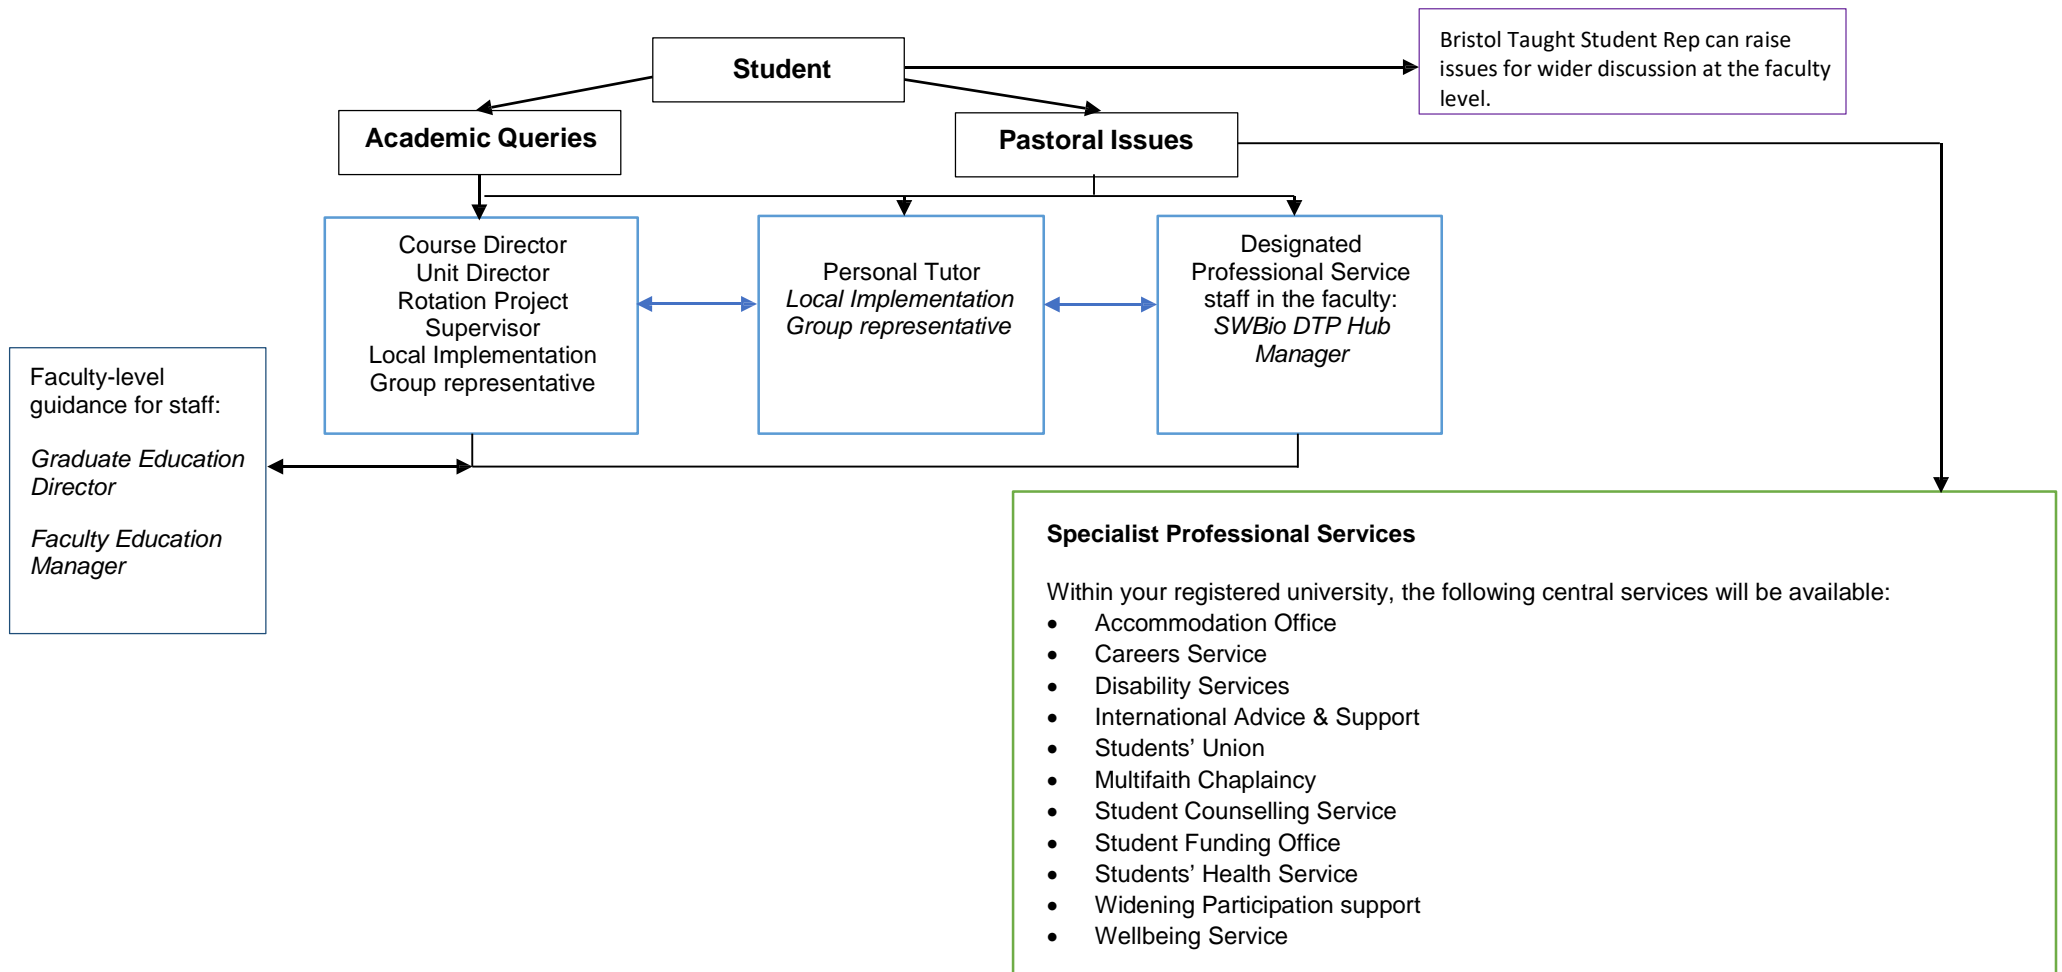 Student
Bristol Taught Student Rep can raise
issues for wider discussion at the faculty
level.
Academic Queries
Pastoral Issues
Course Director
Unit Director
Rotation Project
Supervisor
Local Implementation
Group representative
Personal Tutor
Local Implementation
Group representative
Designated
Professional Service
staff in the faculty:
SWBio DTP Hub
Manager
Faculty-level
guidance for staff:
Graduate Education
Director
Faculty Education
Manager
Specialist Professional Services
Within your registered university, the following central services will be available:
• Accommodation Office
• Careers Service
• Disability Services
• International Advice & Support
• Students’ Union
• Multifaith Chaplaincy
• Student Counselling Service
• Student Funding Office
• Students’ Health Service
• Widening Participation support
• Wellbeing Service